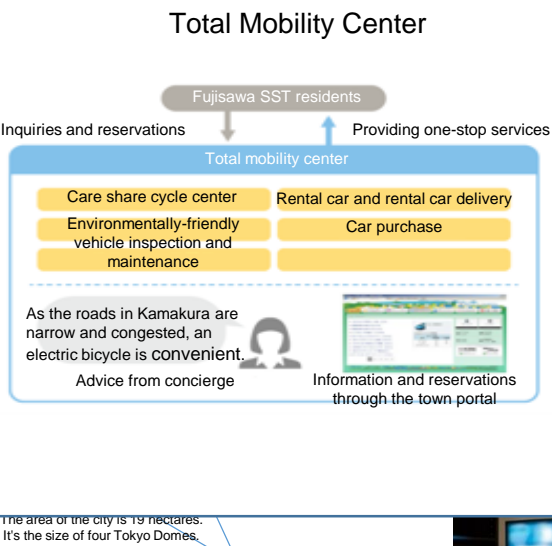 Total Mobility Center
Fujisawa SST residents
Inquiries and reservations
Providing one-stop services
Total mobility center
Care share cycle center
Rental car and rental car delivery
Environmentally-friendly
vehicle inspection and
maintenance
Car purchase
As the roads in Kamakura are
narrow and congested, an
electric bicycle is convenient.
Advice from concierge
Information and reservations
through the town portal
The area of the city is 19 hectares.
It's the size of four Tokyo Domes.